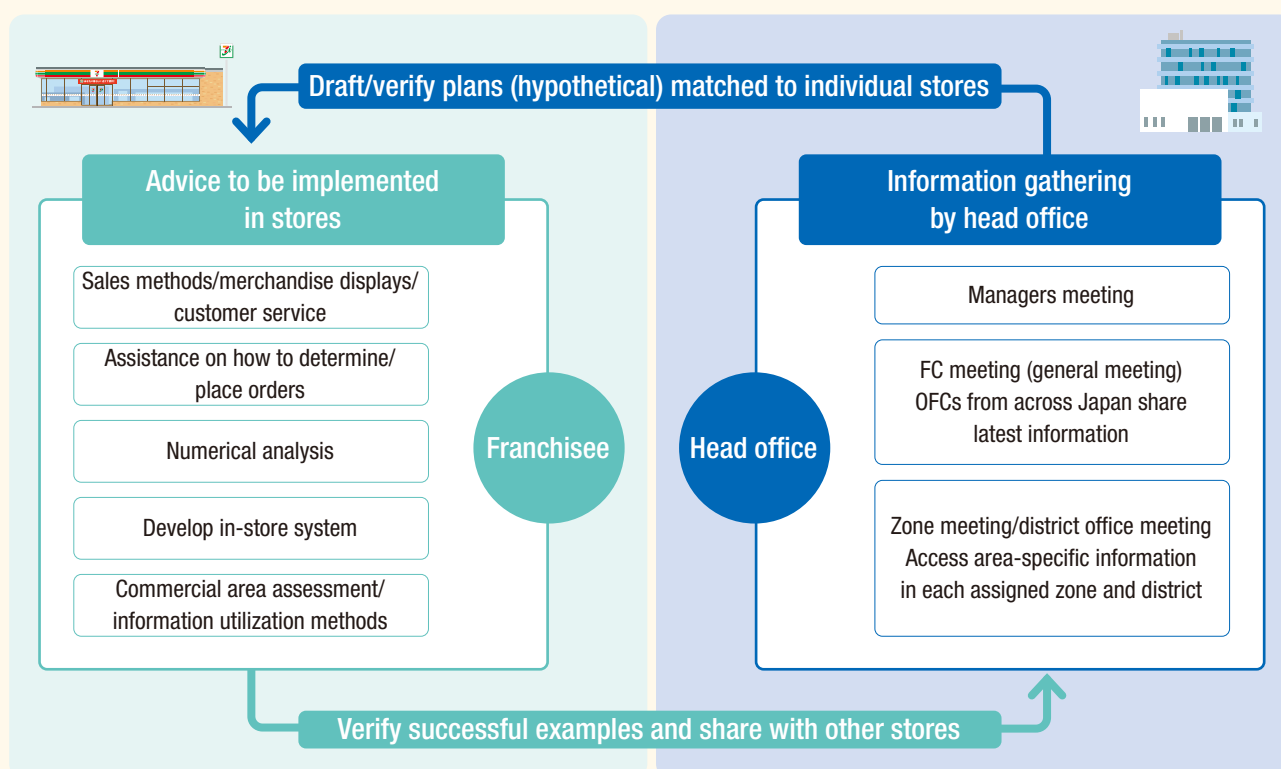 Draft/verify plans (hypothetical) matched to individual stores
Advice to be implemented
in stores
Sales methods/merchandise displays/
customer service
Assistance on how to determine/
place orders
Numerical analysis
Develop in-store system
Commercial area assessment/
information utilization methods
Franchisee
Head office
Information gathering
by head office
Managers meeting
FC meeting (general meeting)
OFCs from across Japan share
latest information
Zone meeting/district office meeting
Access area-specific information
in each assigned zone and district
Verify successful examples and share with other stores